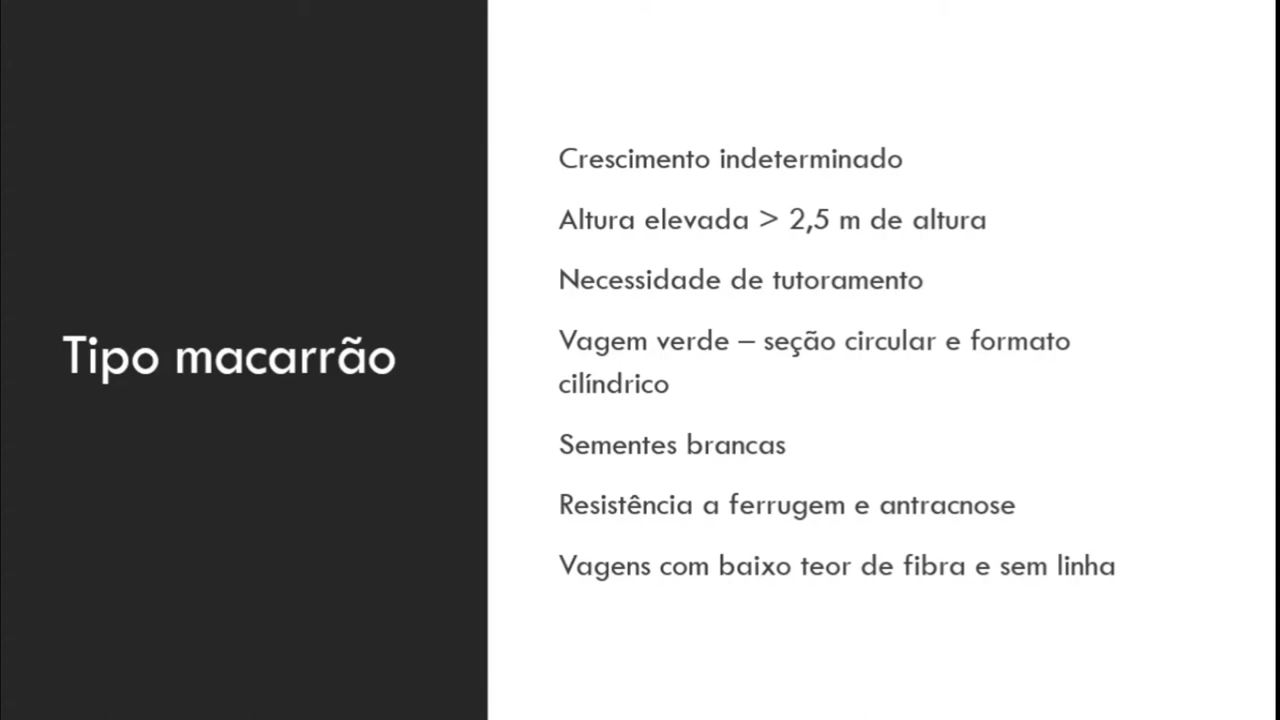 Tipo macarrão
Crescimento indeterminado
Altura elevada > 2,5 m de altura
Necessidade de tutoramento
Vagem verde – seção circular e formato
cilíndrico
Sementes brancas
Resistência a ferrugem e antracnose
Vagens com baixo teor de fibra e sem linha